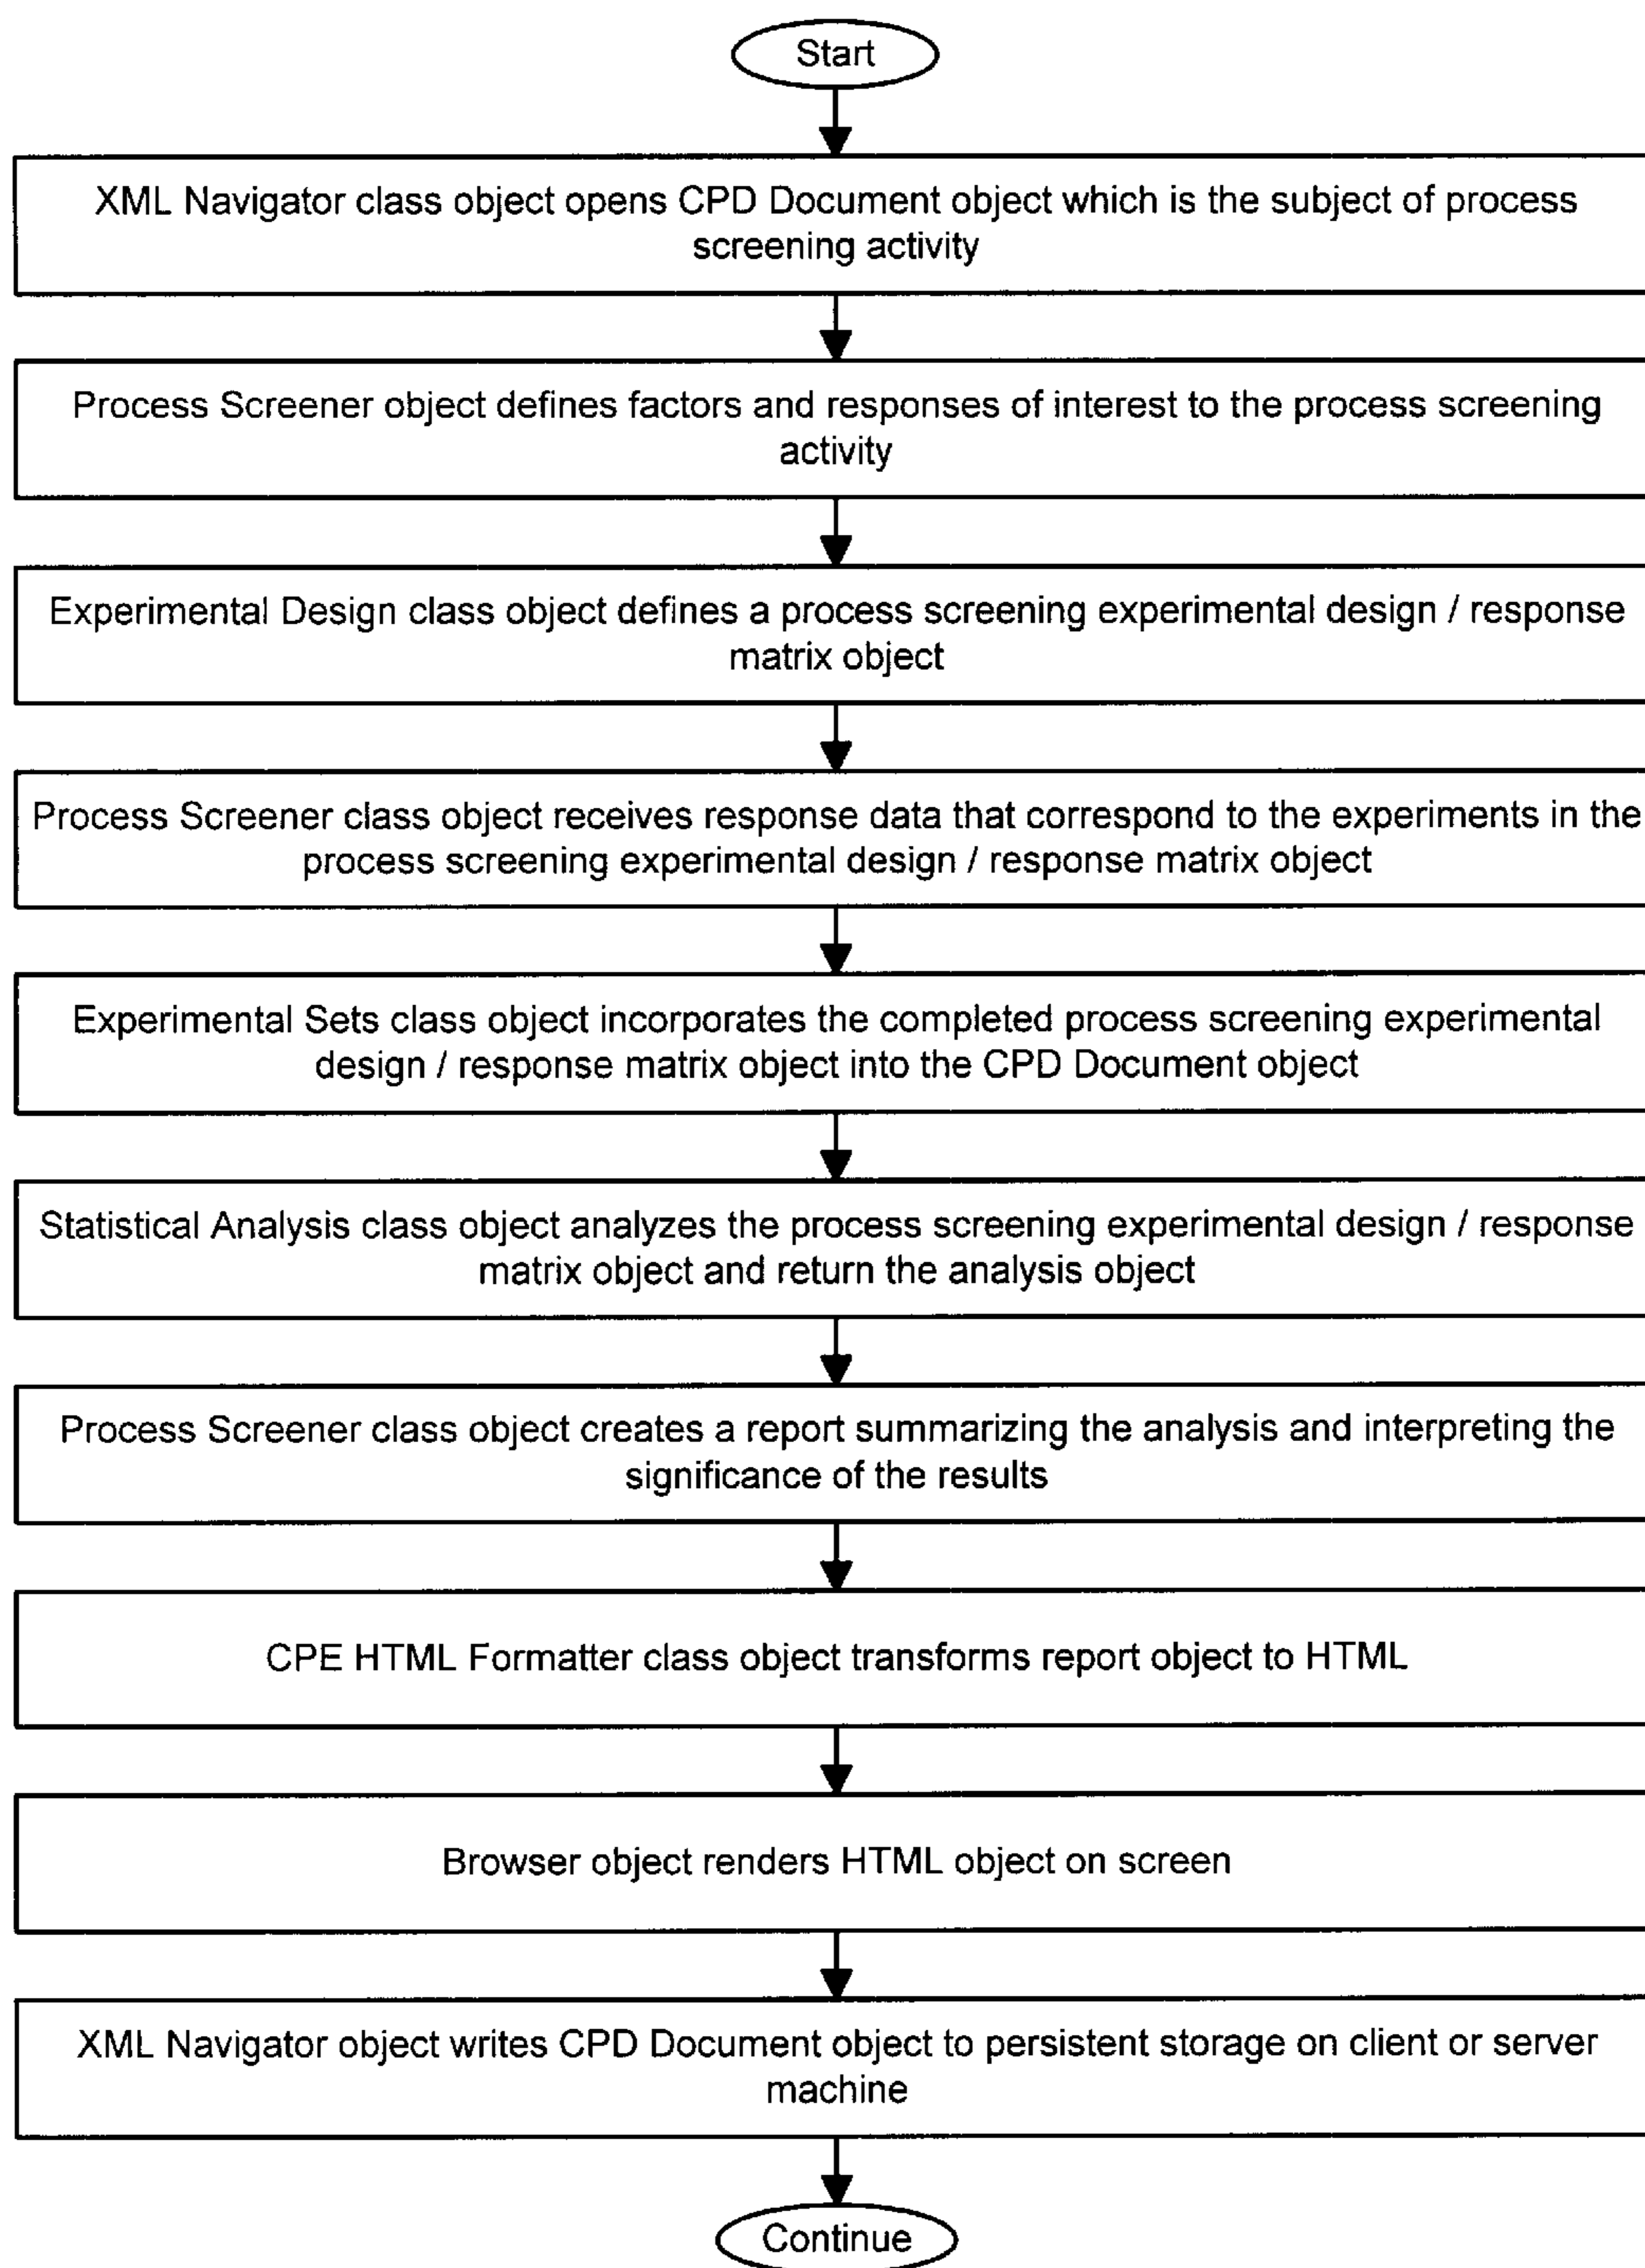 Start
XML Navigator class object opens CPD Document object which is the subject of process
screening activity
Process Screener object defines factors and responses of interest to the process screening
activity
Experimental Design class object defines a process screening experimental design / response
matrix object
Process Screener class object receives response data that correspond to the experiments in the
process screening experimental design / response matrix object
Experimental Sets class object incorporates the completed process screening experimental
design / response matrix object into the CPD Document object
Statistical Analysis class object analyzes the process screening experimental design / response
matrix object and return the analysis object
Process Screener class object creates a report summarizing the analysis and interpreting the
significance of the results
CPE HTML Formatter class object transforms report object to HTML
Browser object renders HTML object on screen
XML Navigator object writes CPD Document object to persistent storage on client or server
machine
Continue